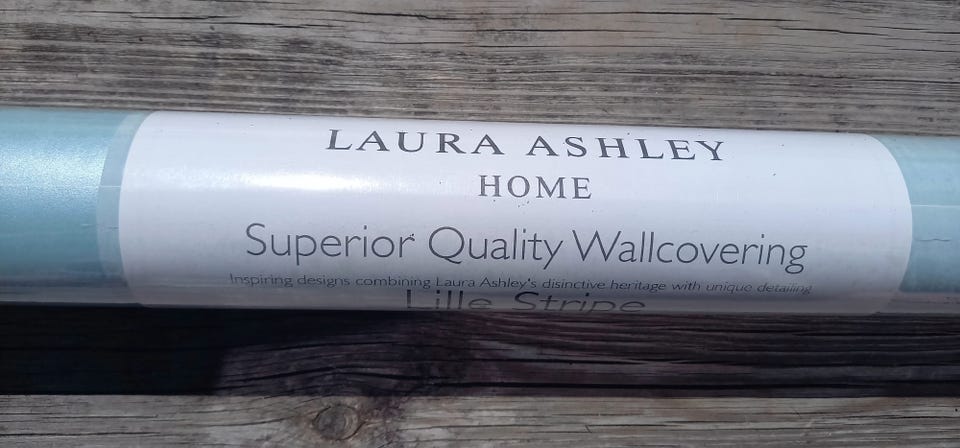 LAURA ASHLEY
HOME
Superior Quality Wallcovering
Inspiring designs combining Laura Ashley's disinctive heritage with unique detailing
Lille Stripe